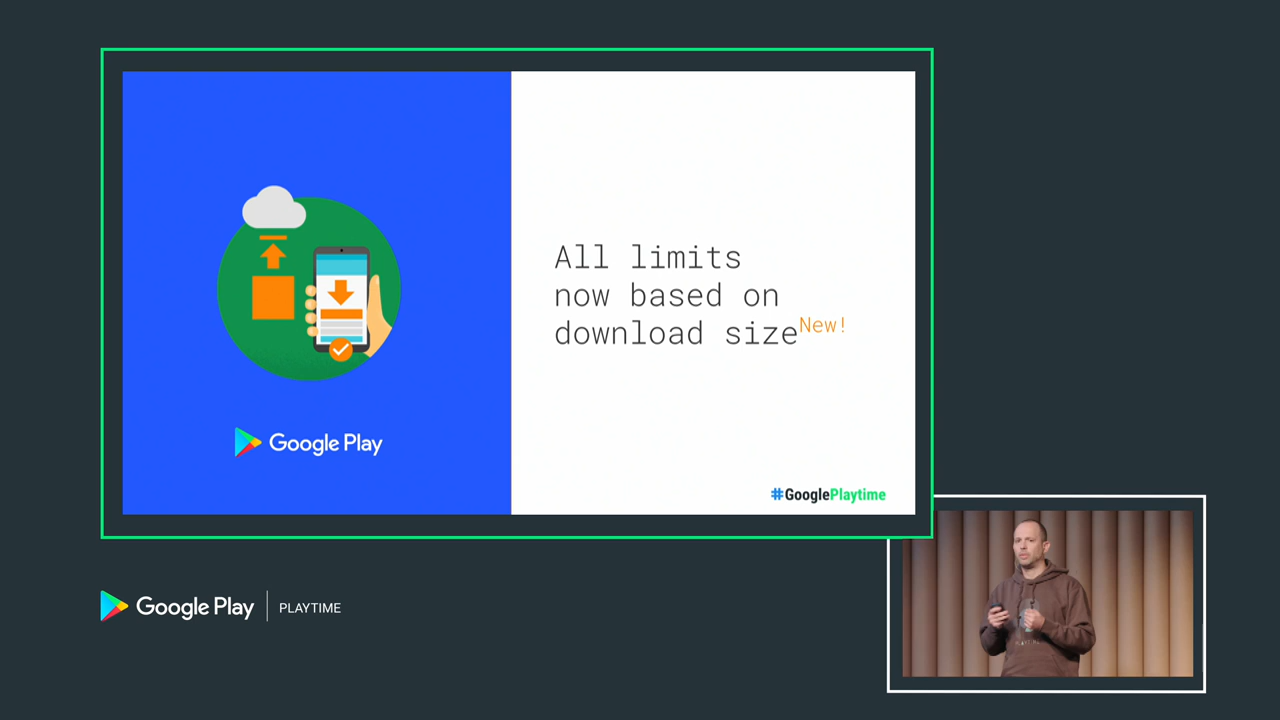 All limits
now based on
download size New!
Google Play
#GooglePlaytime
Google Play | PLAYTIME